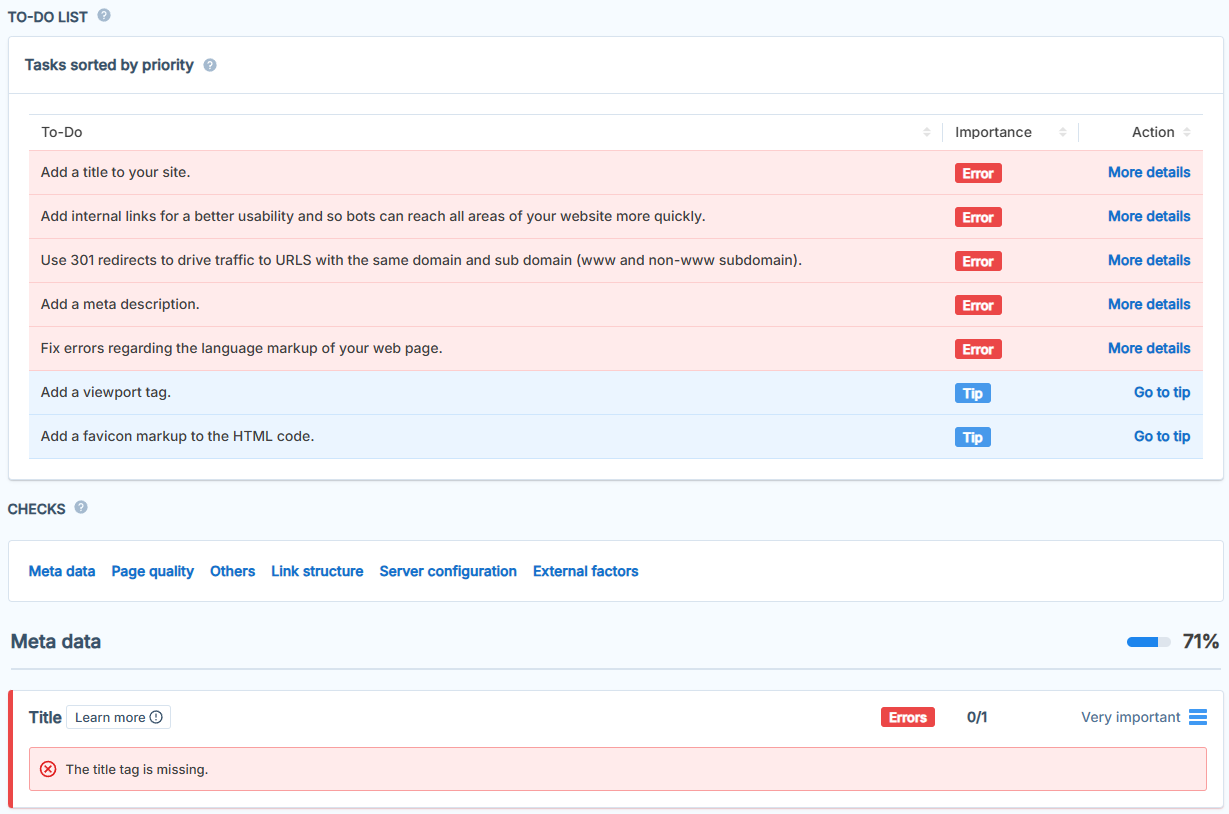 TO-DO LIST
Tasks sorted by priority
To-Do Importance Action
Add a title to your site. Error More details
Add internal links for a better usability and so bots can reach all areas of your website more quickly. Error More details
Use 301 redirects to drive traffic to URLS with the same domain and sub domain (www and non-www subdomain). Error More details
Add a meta description. Error More details
Fix errors regarding the language markup of your web page. Error More details
Add a viewport tag. Tip Go to tip
Add a favicon markup to the HTML code. Tip Go to tip
CHECKS
Meta data Page quality Others Link structure Server configuration External factors
Meta data 71%
Title Learn more Errors 0/1 Very important
The title tag is missing.